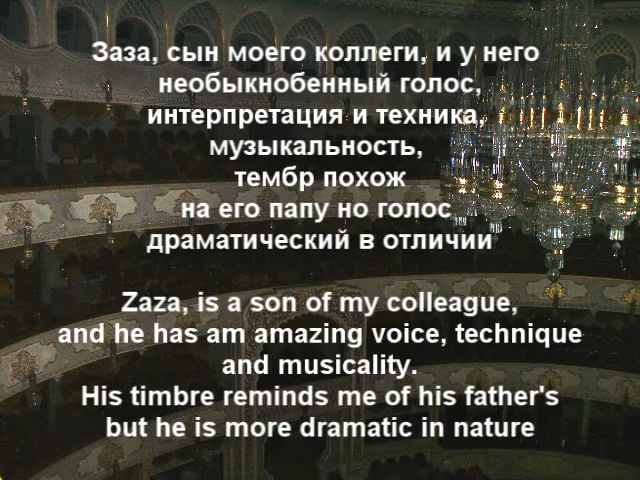 Заза, сын моего коллеги, и у него
необыкнобенный голос,
интерпретация и техника,
музыкальность,
тембр похож
на его папу но голос
драматический в отличии
Zaza, is a son of my colleague,
and he has am amazing voice, technique
and musicality.
His timbre reminds me of his father's
but he is more dramatic in nature